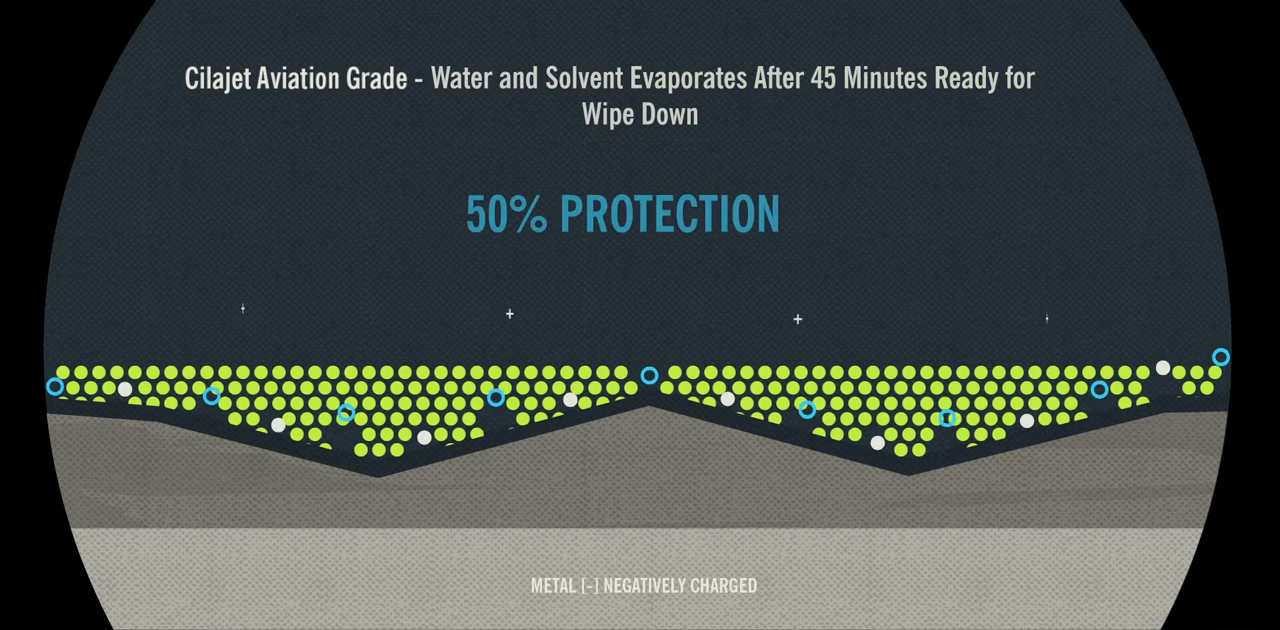 Cilajet Aviation Grade - Water and Solvent Evaporates After 45 Minutes Ready for
Wipe Down
50% PROTECTION
METAL [-] NEGATIVELY CHARGED